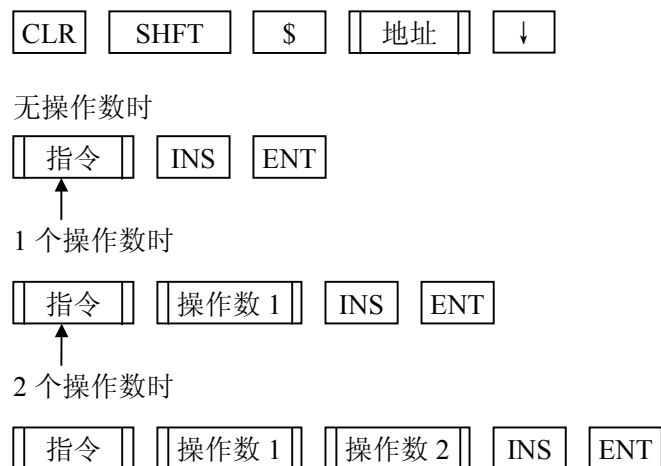 CLR SHFT $ 地址 ↓
无操作数时
指令 INS ENT
1 个操作数时
指令 操作数 1 INS ENT
2 个操作数时
指令 操作数 1 操作数 2 INS ENT